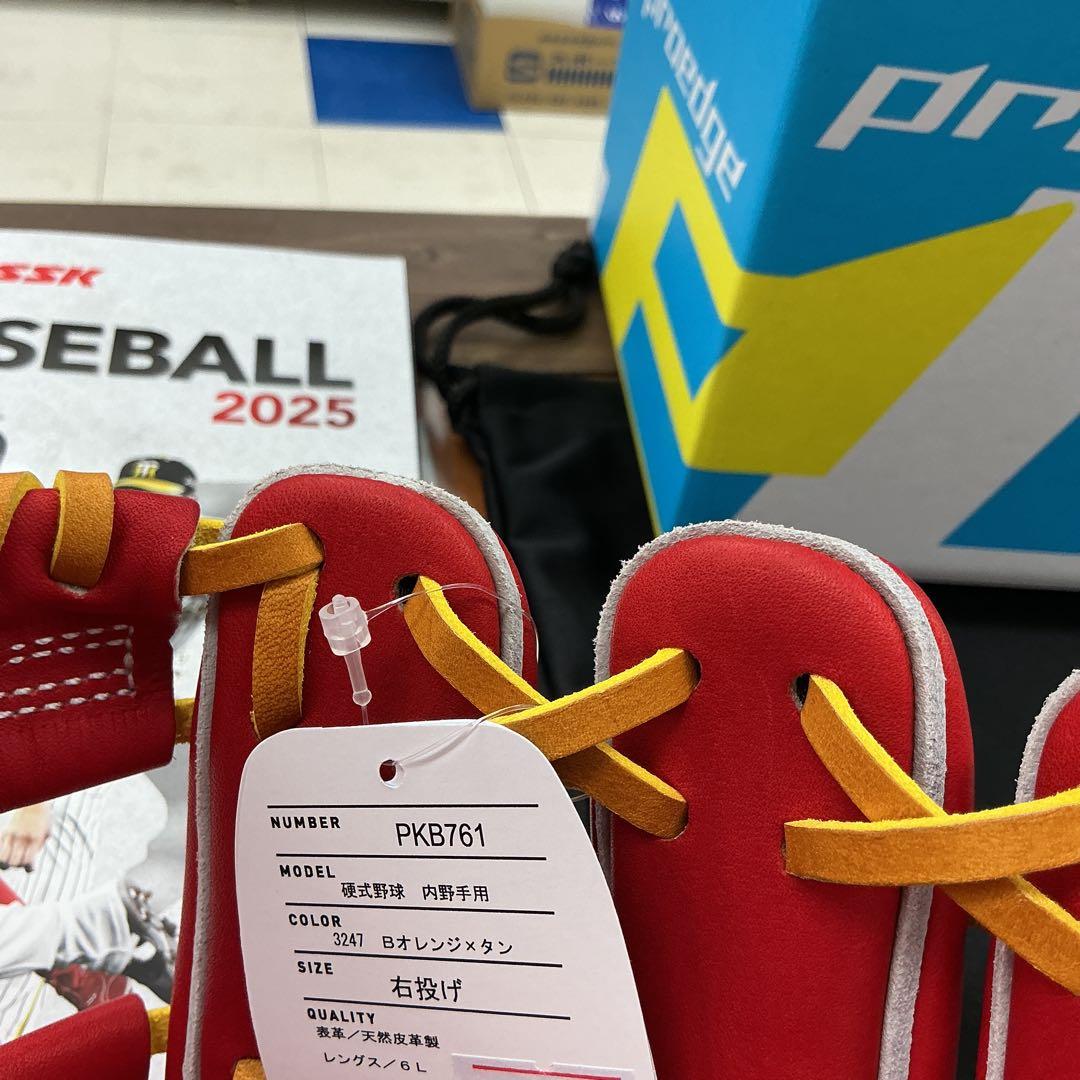 proedge
pr
SSK
SEBALL
2025
NUMBER PKB761
MODEL 硬式野球 内野手用
COLOR 3247 Bオレンジ×タン
SIZE 右投げ
QUALITY
表革/天然皮革製
レングス/6L